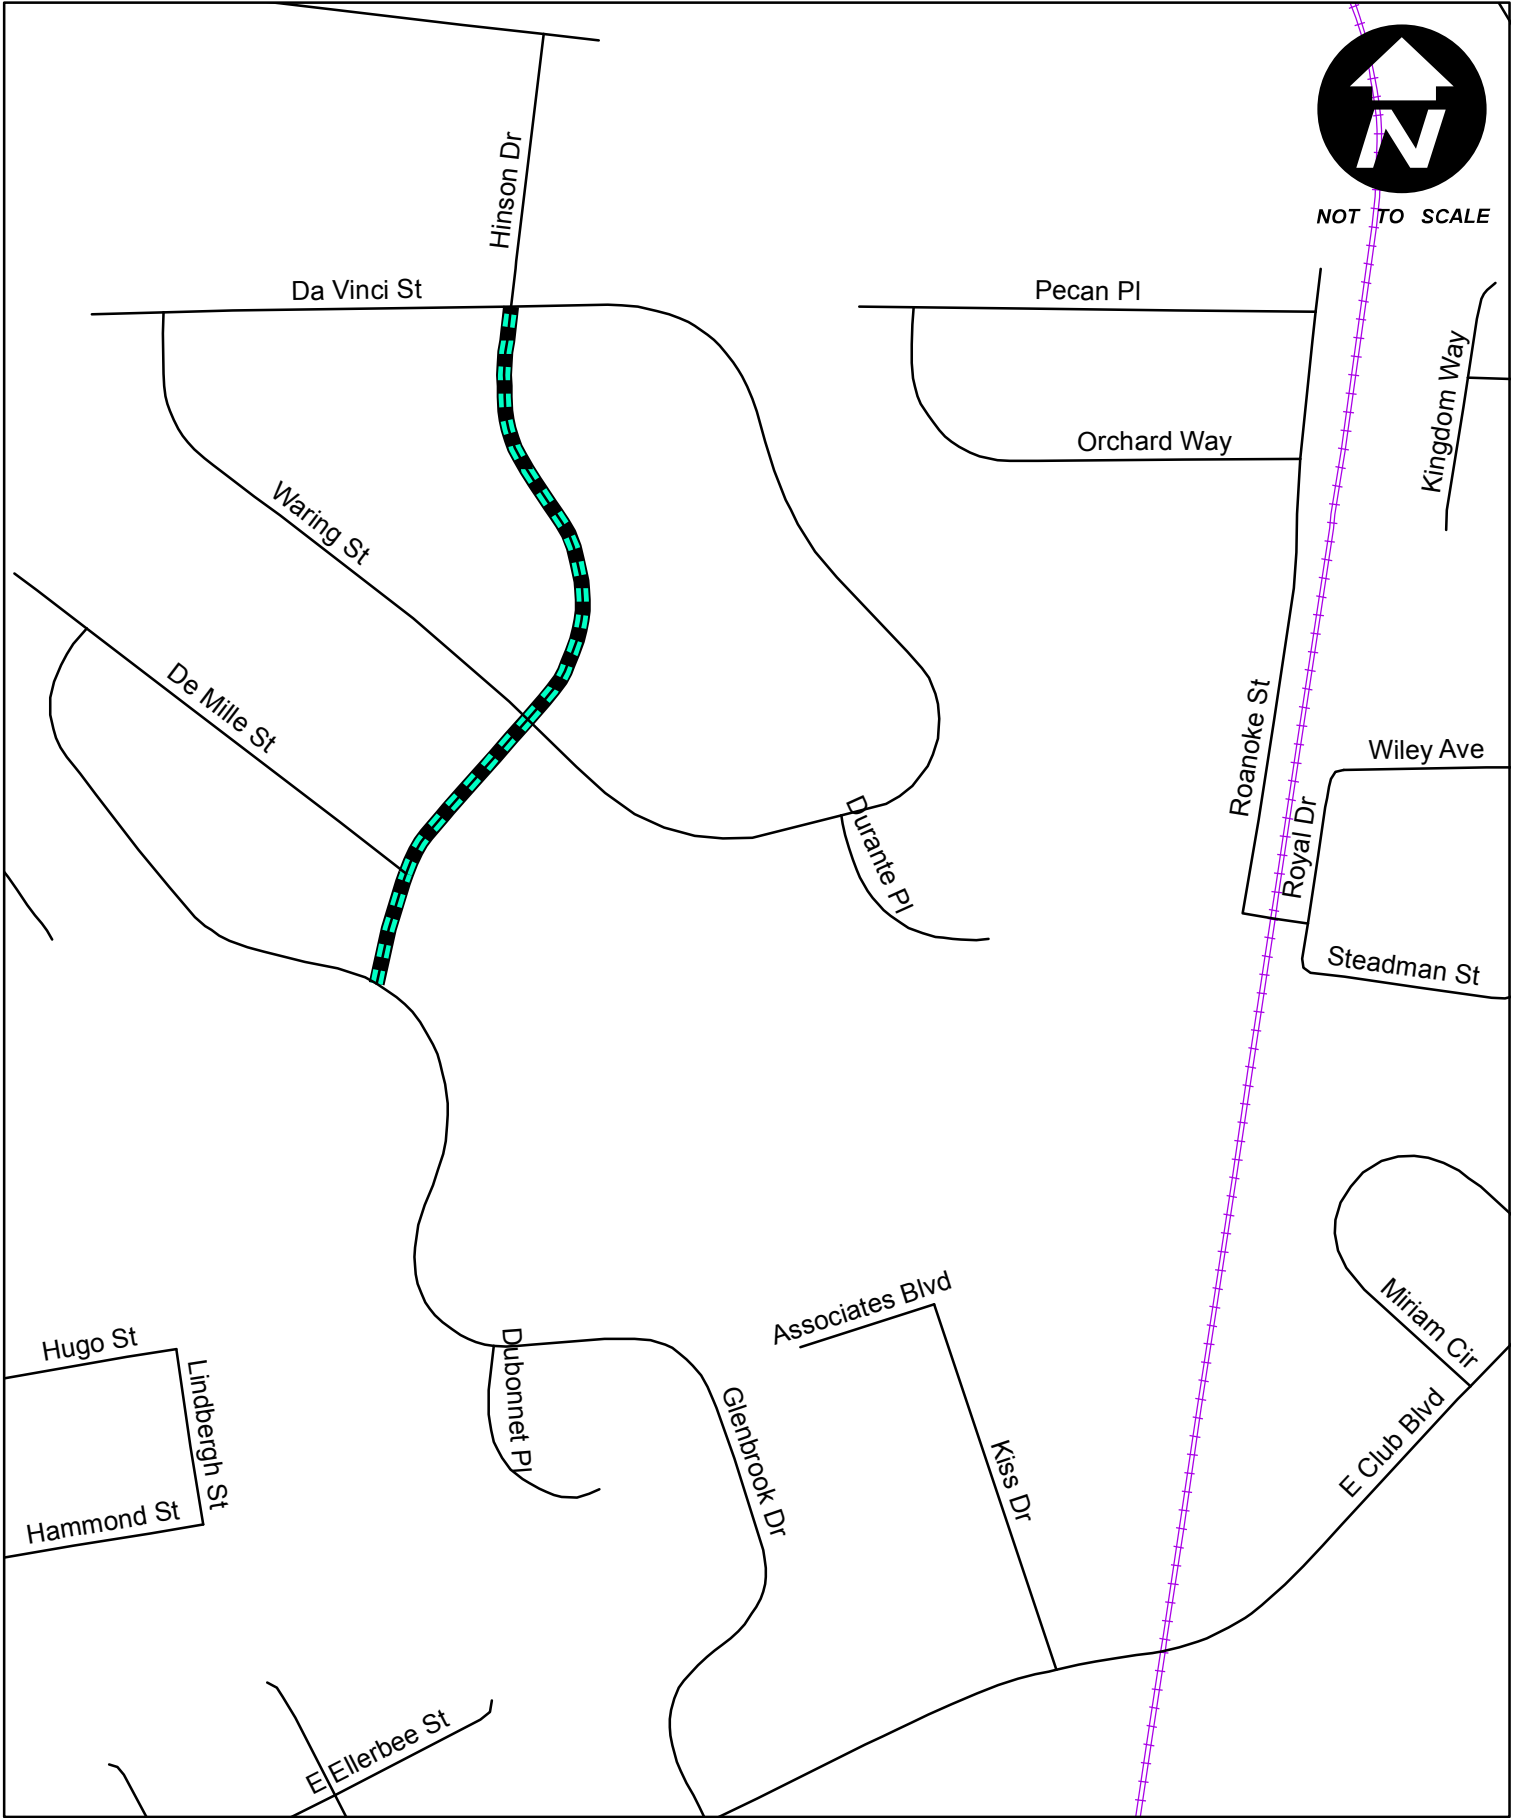 N
NOT TO SCALE
Hinson Dr
Da Vinci St
Pecan Pl
Kingdom Way
Orchard Way
Waring St
De Mille St
Roanoke St
Wiley Ave
Royal Dr
Durante Pl
Steadman St
Associates Blvd
Miriam Cir
Hugo St
Lindbergh St
Dubonnet Pl
Glenbrook Dr
Kiss Dr
E Club Blvd
Hammond St
E Ellerbee St